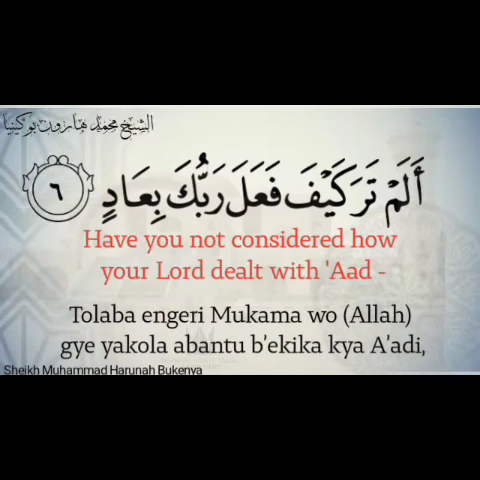 الشيخ محمد هارون بوكينيا
أَلَمْ تَرَ كَيْفَ فَعَلَ رَبُّكَ بِعَادٍ ٦
Have you not considered how
your Lord dealt with 'Aad -
Tolaba engeri Mukama wo (Allah)
gye yakola abantu b’ekika kya A’adi,
Sheikh Muhammad Harunah Bukenya